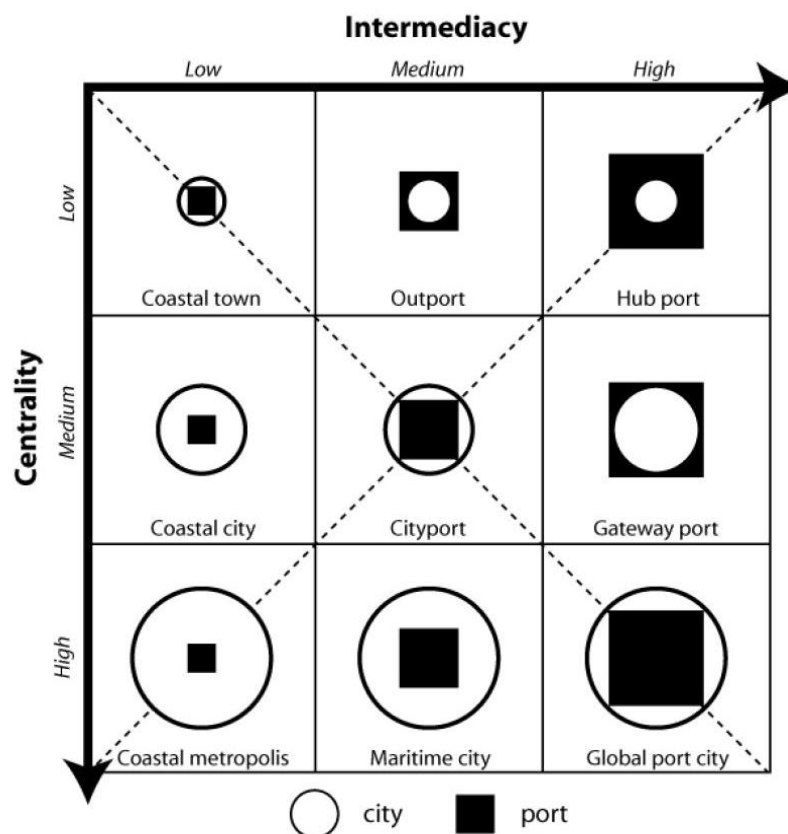 Intermediacy
Low Medium High
Centrality
Low
Coastal town Outport Hub port
Medium
Coastal city Cityport Gateway port
High
Coastal metropolis Maritime city Global port city
city port